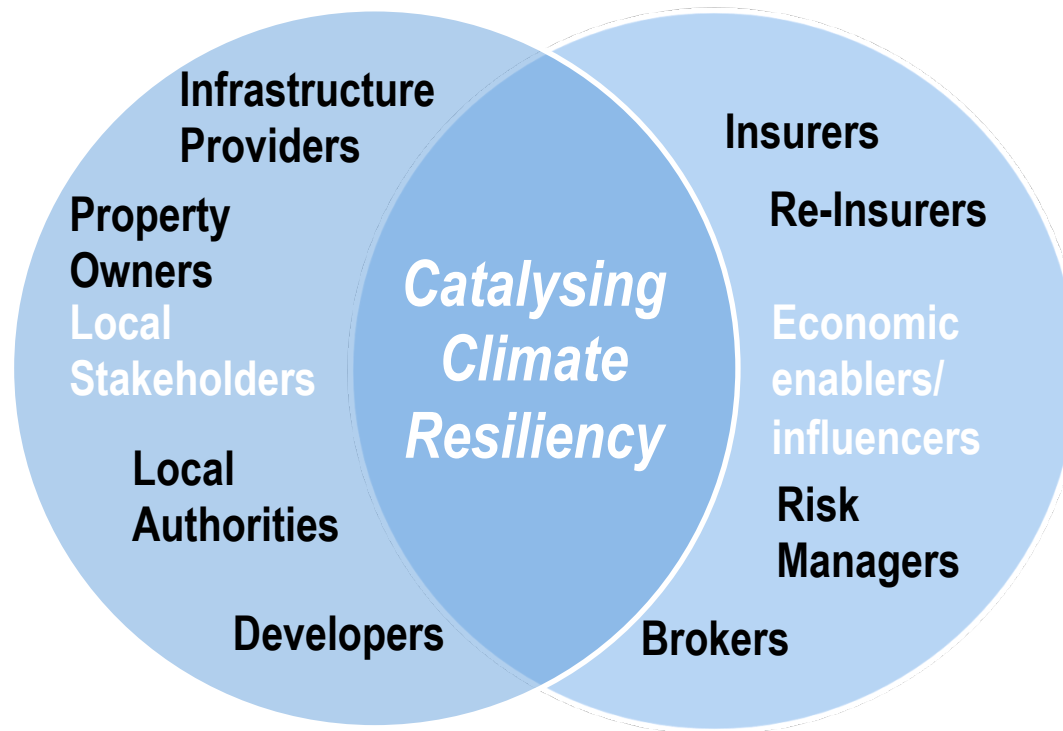 Infrastructure
Providers
Property
Owners
Local
Stakeholders
Local
Authorities
Developers
Catalysing
Climate
Resiliency
Insurers
Re-Insurers
Economic
enablers/
influencers
Risk
Managers
Brokers